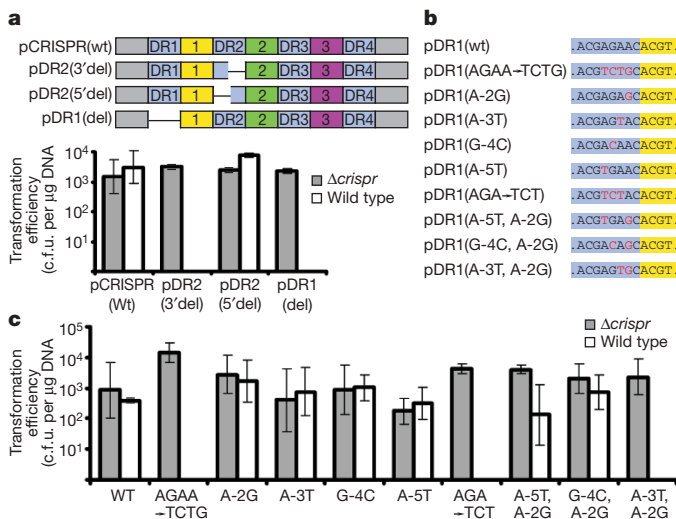 a
pCRISPR(wt) DR1 1 DR2 2 DR3 3 DR4
pDR2(3′del) DR1 1 2 DR3 3 DR4
pDR2(5′del) DR1 1 DR2 2 DR3 3 DR4
pDR1(del) 1 DR2 2 DR3 3 DR4
Transformation efficiency (c.f.u. per μg DNA)
10⁴
10³
10²
10¹
Δcrispr
Wild type
pCRISPR (Wt)
pDR2 (3′del)
pDR2 (5′del)
pDR1 (del)
b
pDR1(wt) .ACGAGAACACGT.
pDR1(AGAA→TCTG) .ACGTCTGCACGT.
pDR1(A-2G) .ACGAGAGCACGT.
pDR1(A-3T) .ACGAGTACACGT.
pDR1(G-4C) .ACGACAACACGT.
pDR1(A-5T) .ACGTGAACACGT.
pDR1(AGA→TCT) .ACGTCTACACGT.
pDR1(A-5T, A-2G) .ACGTGAGCACGT.
pDR1(G-4C, A-2G) .ACGACAGCACGT.
pDR1(A-3T, A-2G) .ACGAGTGCACGT.
c
Transformation efficiency (c.f.u. per μg DNA)
10⁵
10⁴
10³
10²
10¹
Δcrispr
Wild type
WT
AGAA →TCTG
A-2G
A-3T
G-4C
A-5T
AGA →TCT
A-5T, A-2G
G-4C, A-2G
A-3T, A-2G